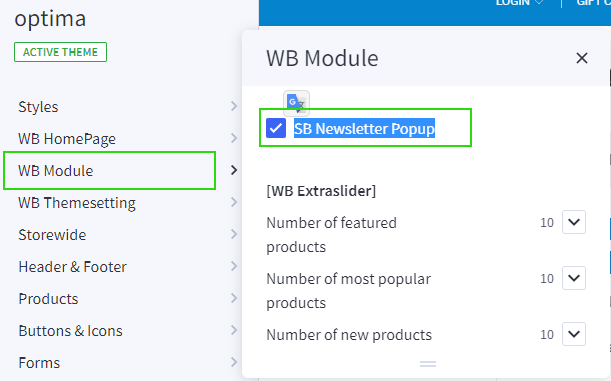 optima
ACTIVE THEME
Styles
WB HomePage
WB Module
WB Themesetting
Storewide
Header & Footer
Products
Buttons & Icons
Forms
LOGIN
WB Module
SB Newsletter Popup
[WB Extraslider]
Number of featured
products
10
Number of most popular
products
10
Number of new products
10